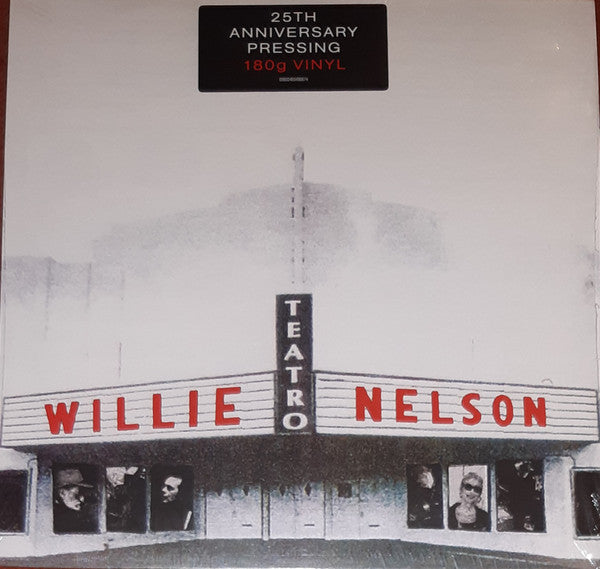 25TH
ANNIVERSARY
PRESSING
180g VINYL
TEATRO
WILLIE NELSON